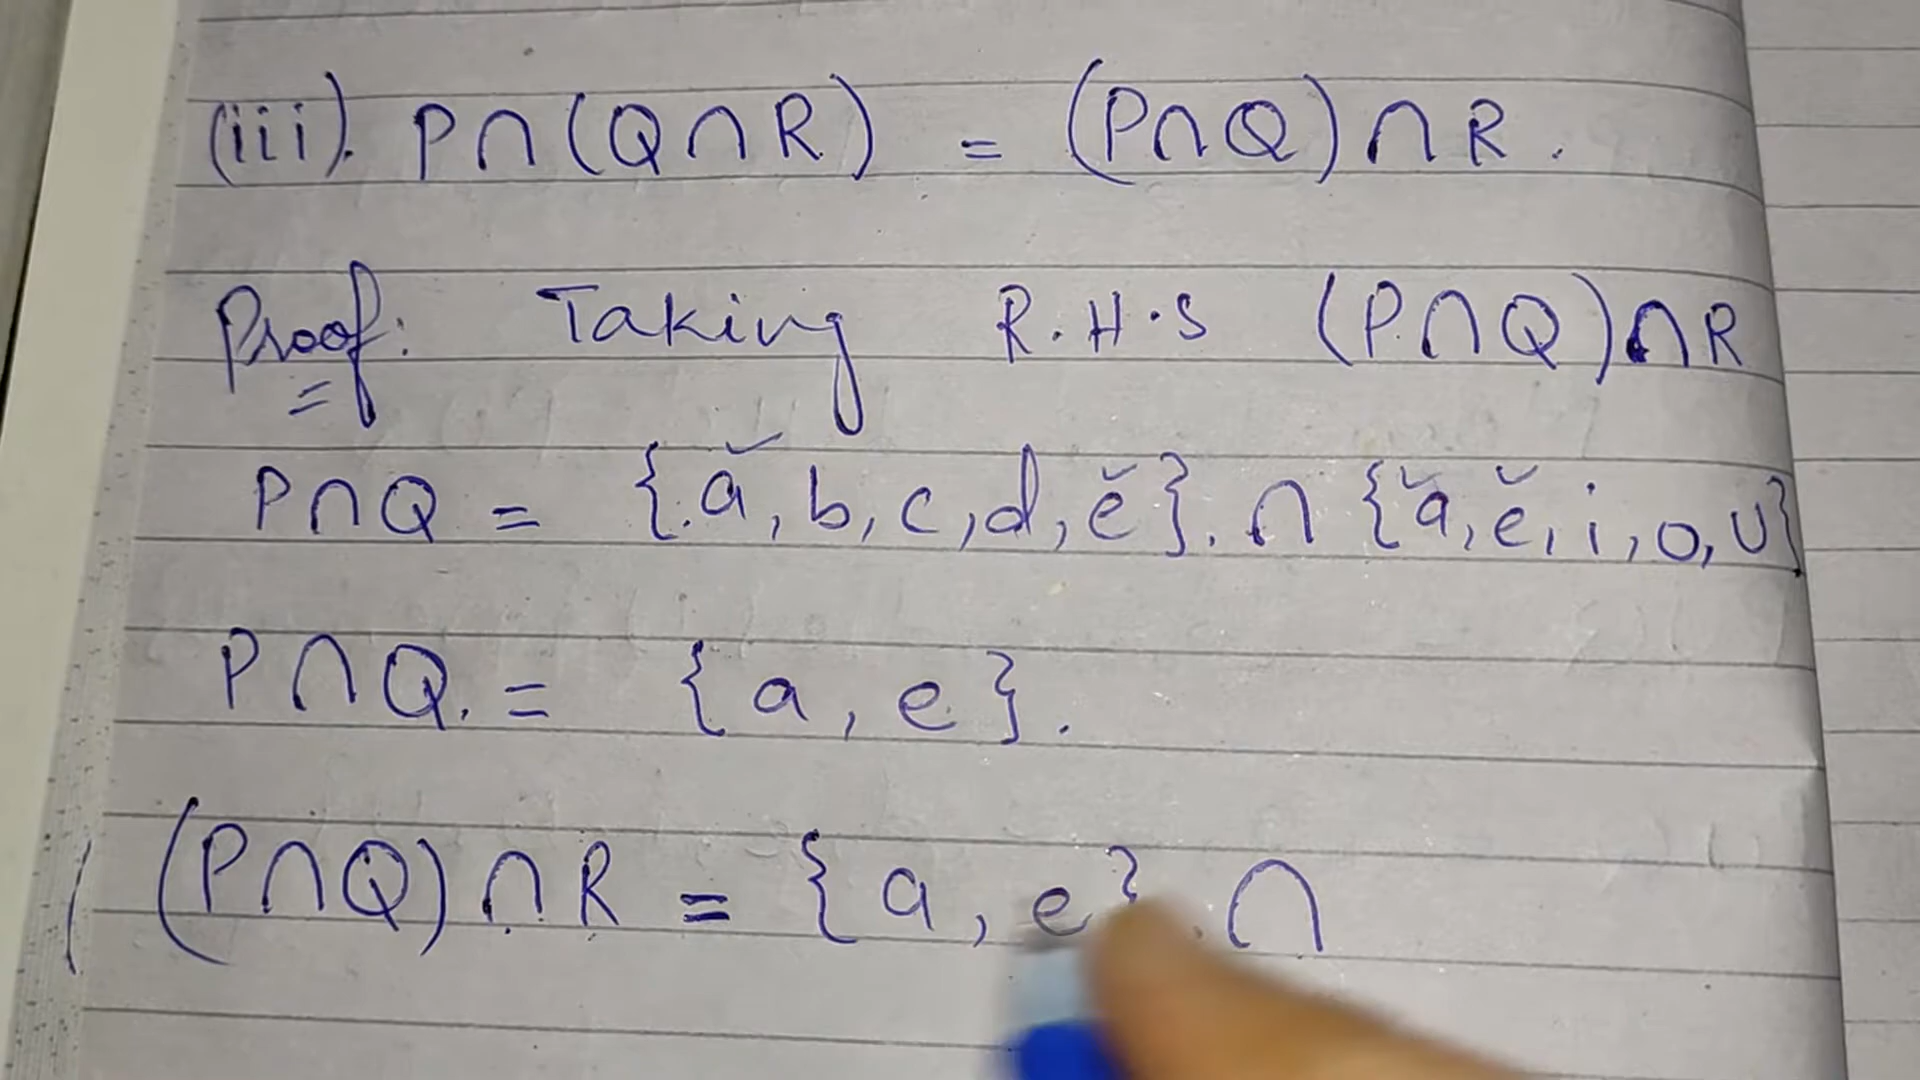 (iii). P∩(Q∩R) = (P∩Q)∩R.
Proof: Taking R.H.S (P∩Q)∩R
P∩Q = {a, b, c, d, e}. ∩ {a, e, i, o, u}
P∩Q. = {a, e}.
(P∩Q)∩R = {a, e}. ∩